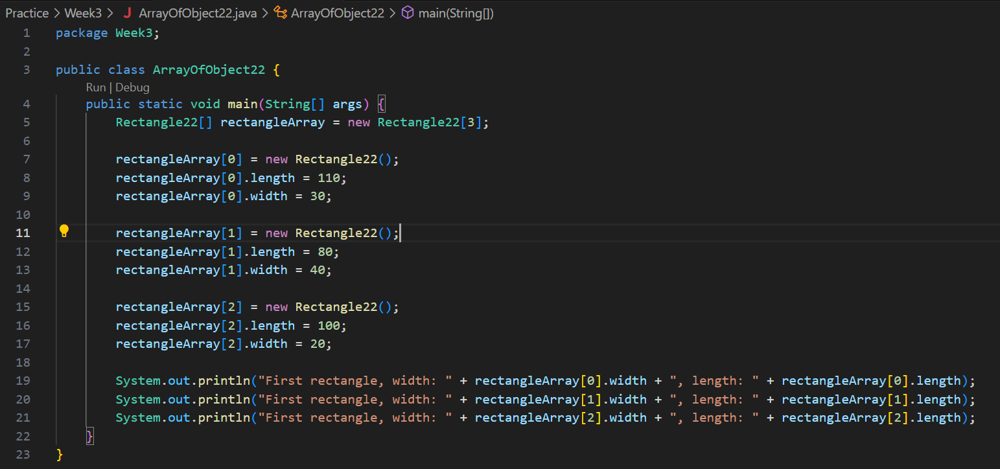 Practice > Week3 > J ArrayOfObject22.java > ArrayOfObject22 > main(String[])
1 package Week3;
2
3 public class ArrayOfObject22 {
Run | Debug
4 public static void main(String[] args) {
5 Rectangle22[] rectangleArray = new Rectangle22[3];
6
7 rectangleArray[0] = new Rectangle22();
8 rectangleArray[0].length = 110;
9 rectangleArray[0].width = 30;
10
11 rectangleArray[1] = new Rectangle22();
12 rectangleArray[1].length = 80;
13 rectangleArray[1].width = 40;
14
15 rectangleArray[2] = new Rectangle22();
16 rectangleArray[2].length = 100;
17 rectangleArray[2].width = 20;
18
19 System.out.println("First rectangle, width: " + rectangleArray[0].width + ", length: " + rectangleArray[0].length);
20 System.out.println("First rectangle, width: " + rectangleArray[1].width + ", length: " + rectangleArray[1].length);
21 System.out.println("First rectangle, width: " + rectangleArray[2].width + ", length: " + rectangleArray[2].length);
22 }
23 }